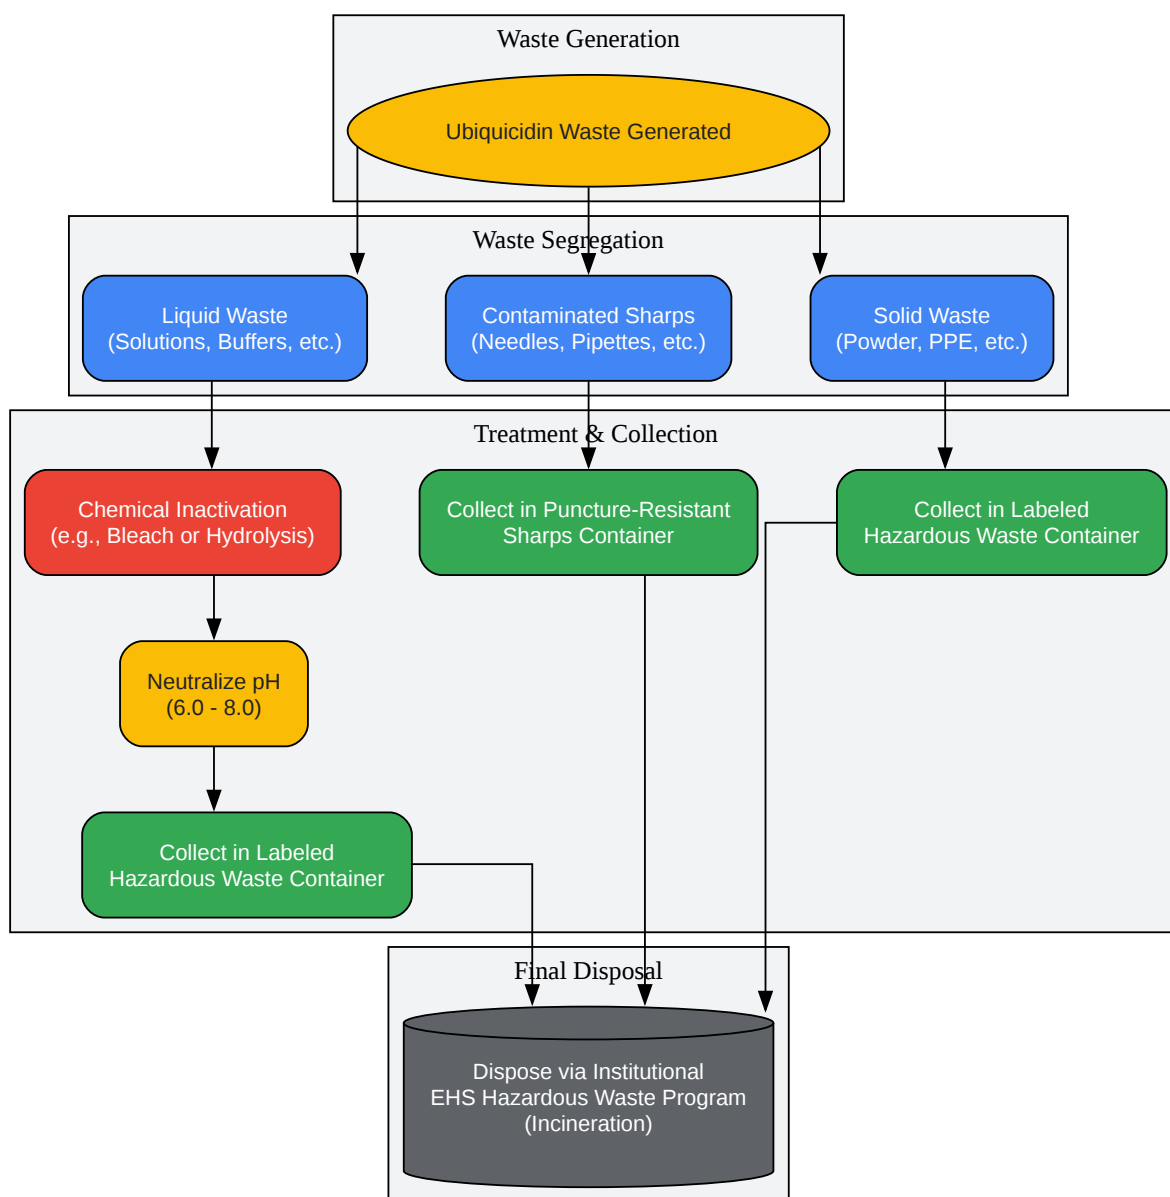 Waste Generation
Ubiquicidin Waste Generated
Waste Segregation
Liquid Waste
(Solutions, Buffers, etc.)
Contaminated Sharps
(Needles, Pipettes, etc.)
Solid Waste
(Powder, PPE, etc.)
Treatment & Collection
Chemical Inactivation
(e.g., Bleach or Hydrolysis)
Collect in Puncture-Resistant
Sharps Container
Collect in Labeled
Hazardous Waste Container
Neutralize pH
(6.0 - 8.0)
Collect in Labeled
Hazardous Waste Container
Final Disposal
Dispose via Institutional
EHS Hazardous Waste Program
(Incineration)